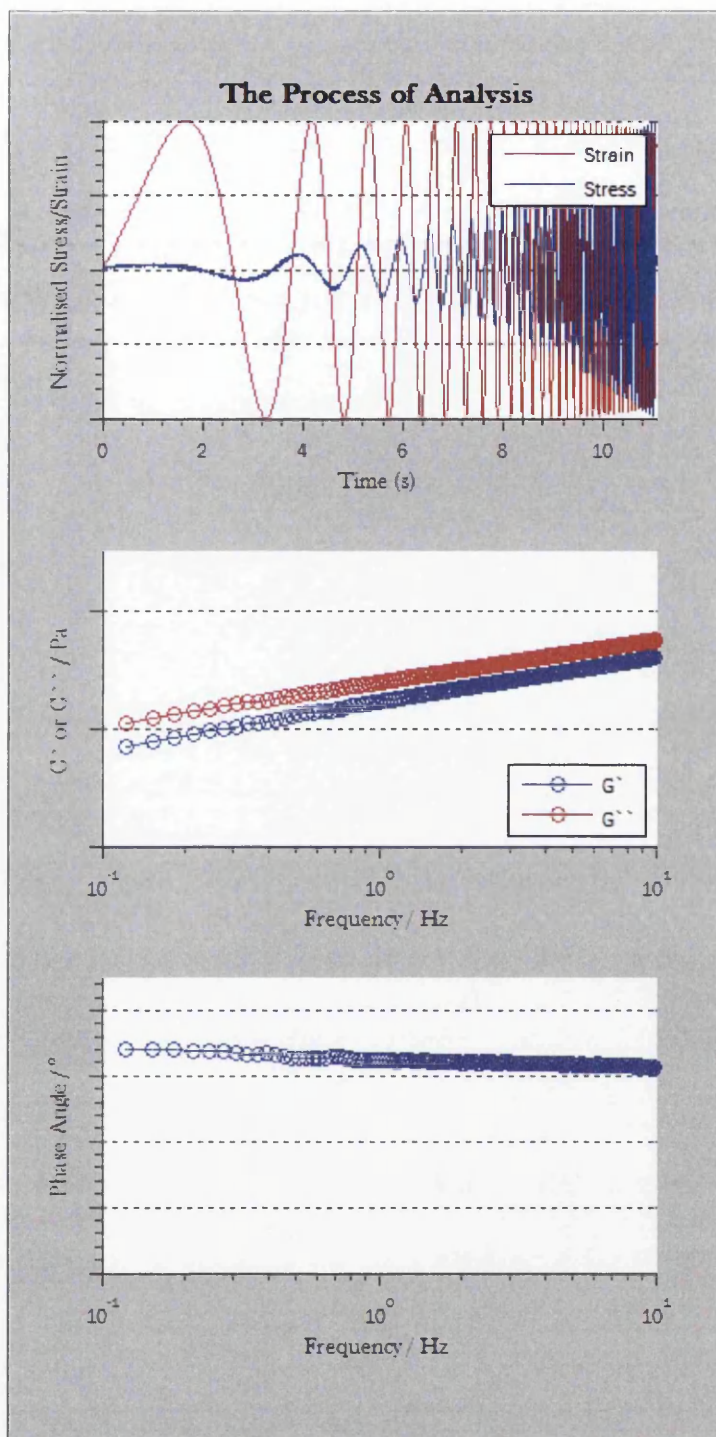 The Process of Analysis
Normalised Stress/Strain
Strain
Stress
0 2 4 6 8 10
Time (s)
G` or G`` / Pa
G`
G``
10⁻¹ 10⁰ 10¹
Frequency/ Hz
Phase Angle / °
10⁻¹ 10⁰ 10¹
Frequency/ Hz